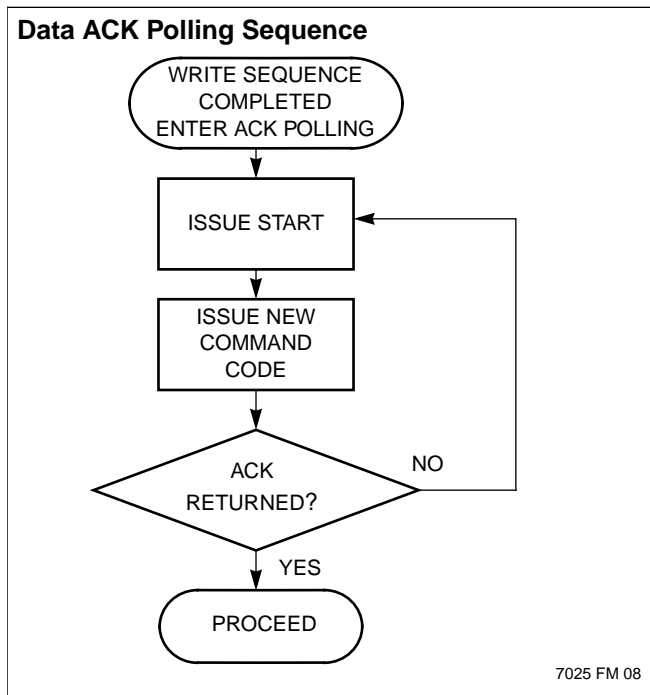 Data ACK Polling Sequence
WRITE SEQUENCE
COMPLETED
ENTER ACK POLLING
ISSUE START
ISSUE NEW
COMMAND
CODE
ACK
RETURNED?
NO
YES
PROCEED
7025 FM 08